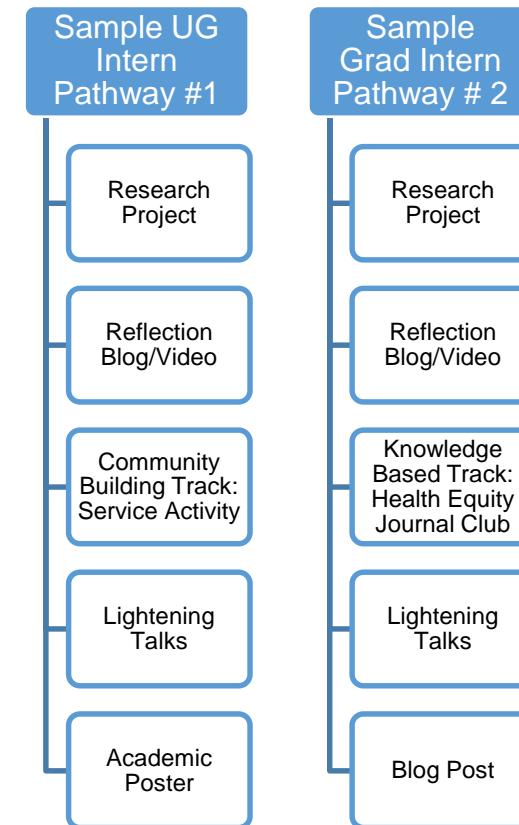 Sample UG
Intern
Pathway #1
Research
Project
Reflection
Blog/Video
Community
Building Track:
Service Activity
Lightening
Talks
Academic
Poster
Sample
Grad Intern
Pathway # 2
Research
Project
Reflection
Blog/Video
Knowledge
Based Track:
Health Equity
Journal Club
Lightening
Talks
Blog Post